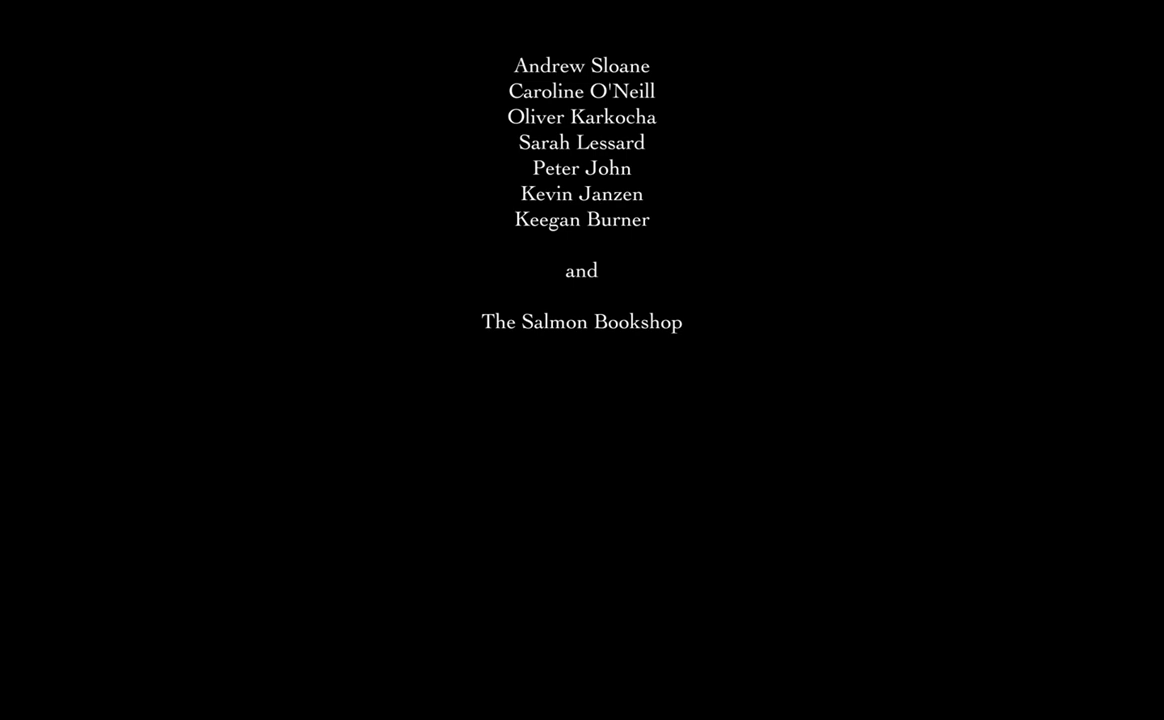 Andrew Sloane
Caroline O'Neill
Oliver Karkocha
Sarah Lessard
Peter John
Kevin Janzen
Keegan Burner
and
The Salmon Bookshop